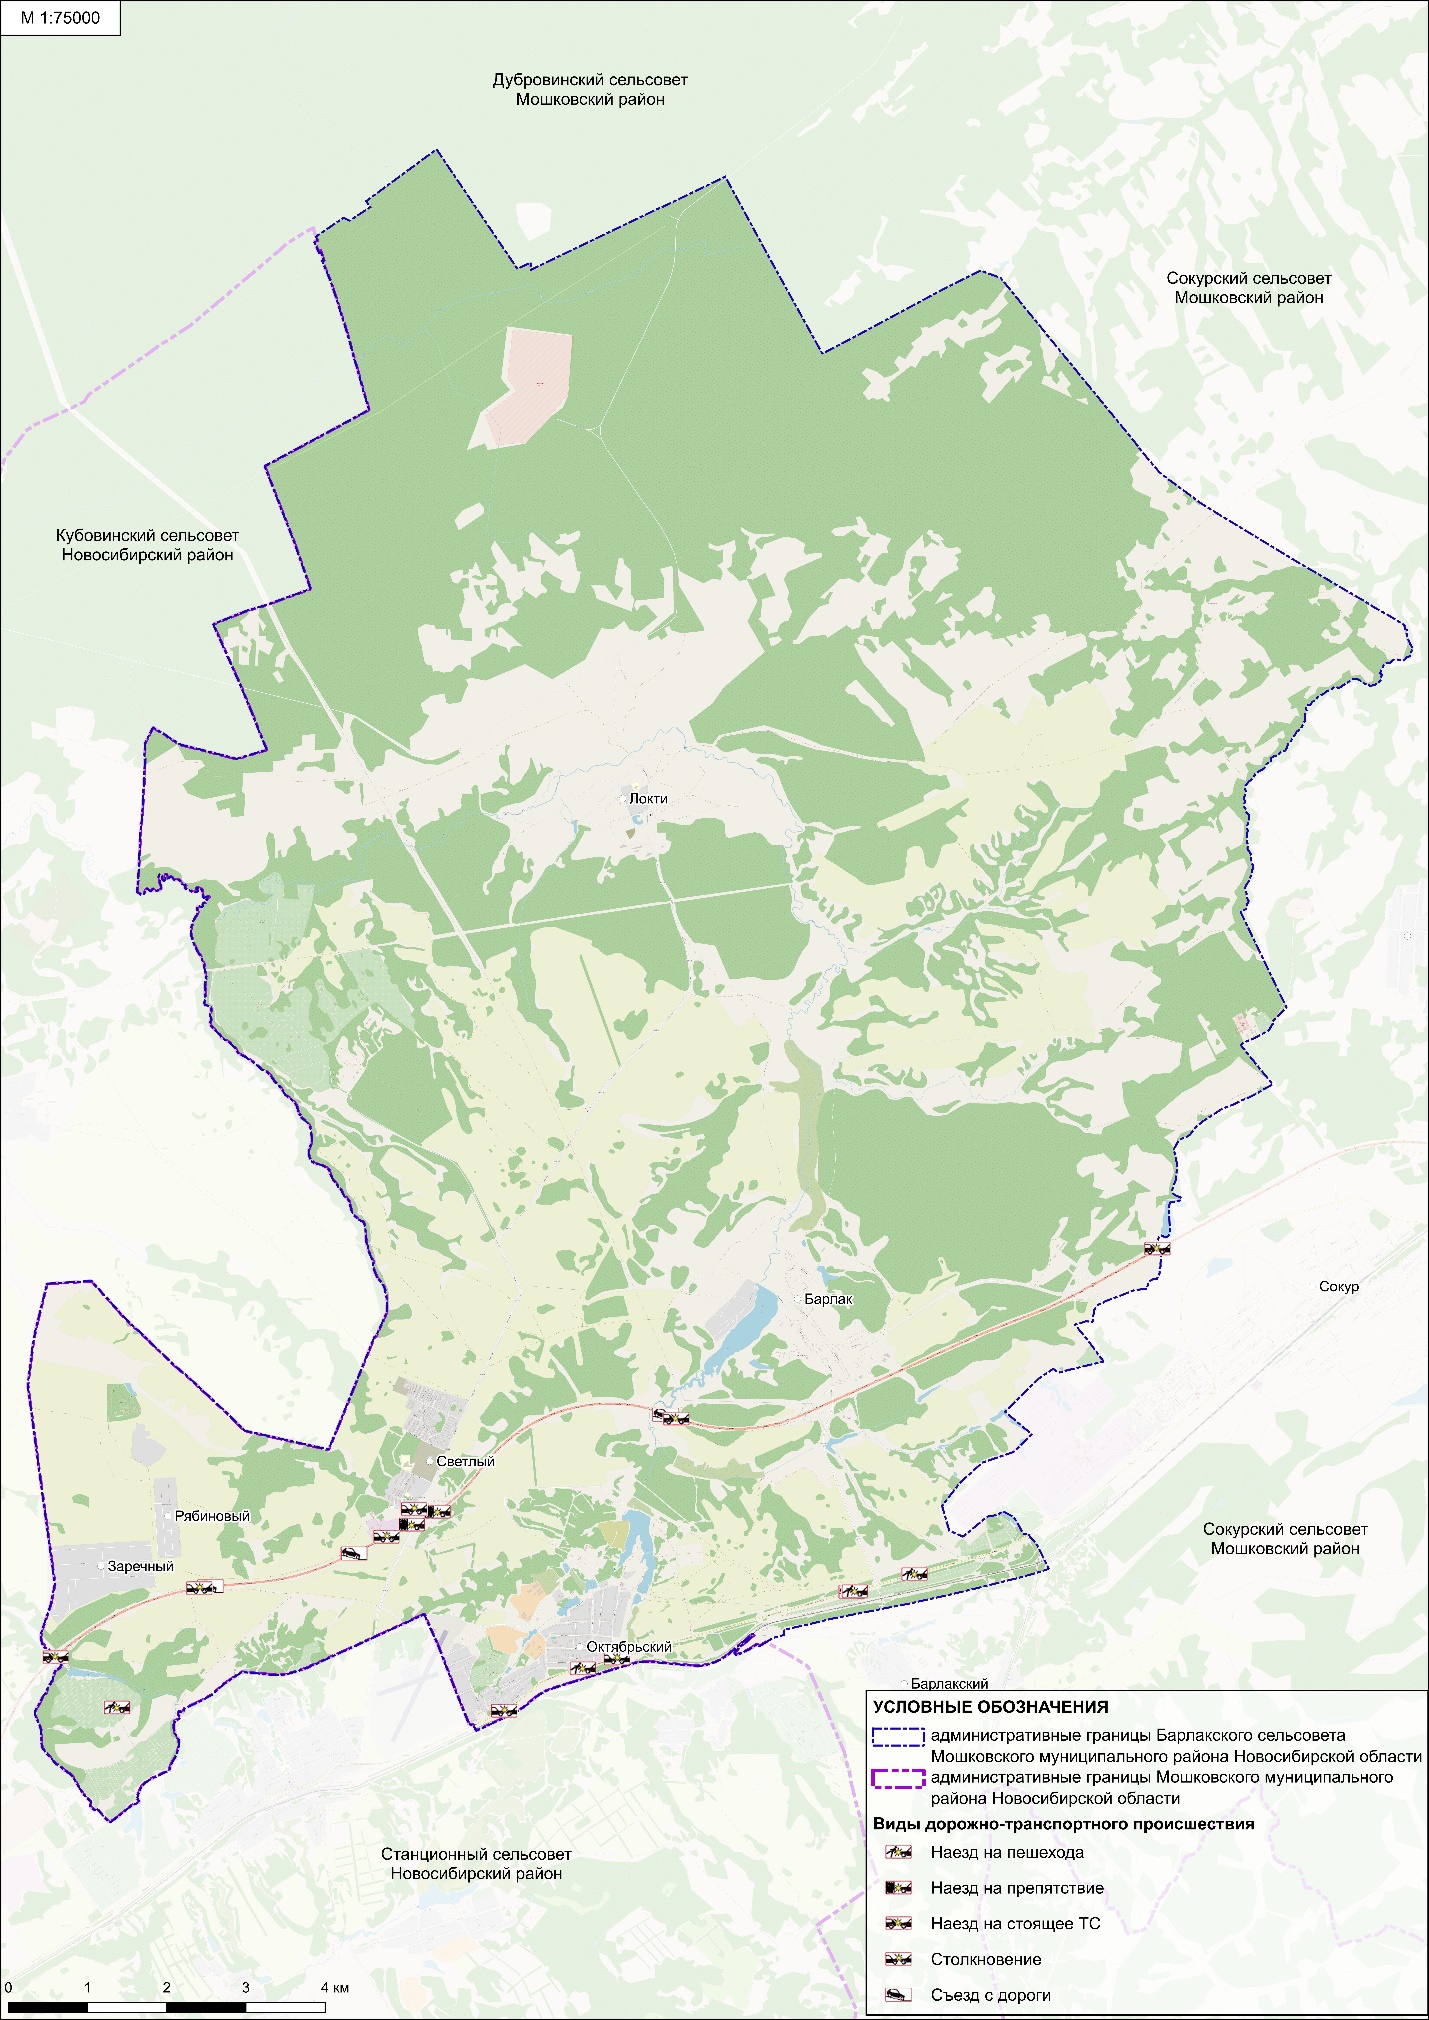 М 1:75000
Дубровинский сельсовет
Мошковский район
Сокурский сельсовет
Мошковский район
Кубовинский сельсовет
Новосибирский район
Локти
Барлак
Сокур
Светлый
Рябиновый
Заречный
Сокурский сельсовет
Мошковский район
Октябрьский
Барлакский
Станционный сельсовет
Новосибирский район
УСЛОВНЫЕ ОБОЗНАЧЕНИЯ
административные границы Барлакского сельсовета
Мошковского муниципального района Новосибирской области
административные границы Мошковского муниципального
района Новосибирской области
Виды дорожно-транспортного происшествия
Наезд на пешехода
Наезд на препятствие
Наезд на стоящее ТС
Столкновение
Съезд с дороги
0 1 2 3 4 км